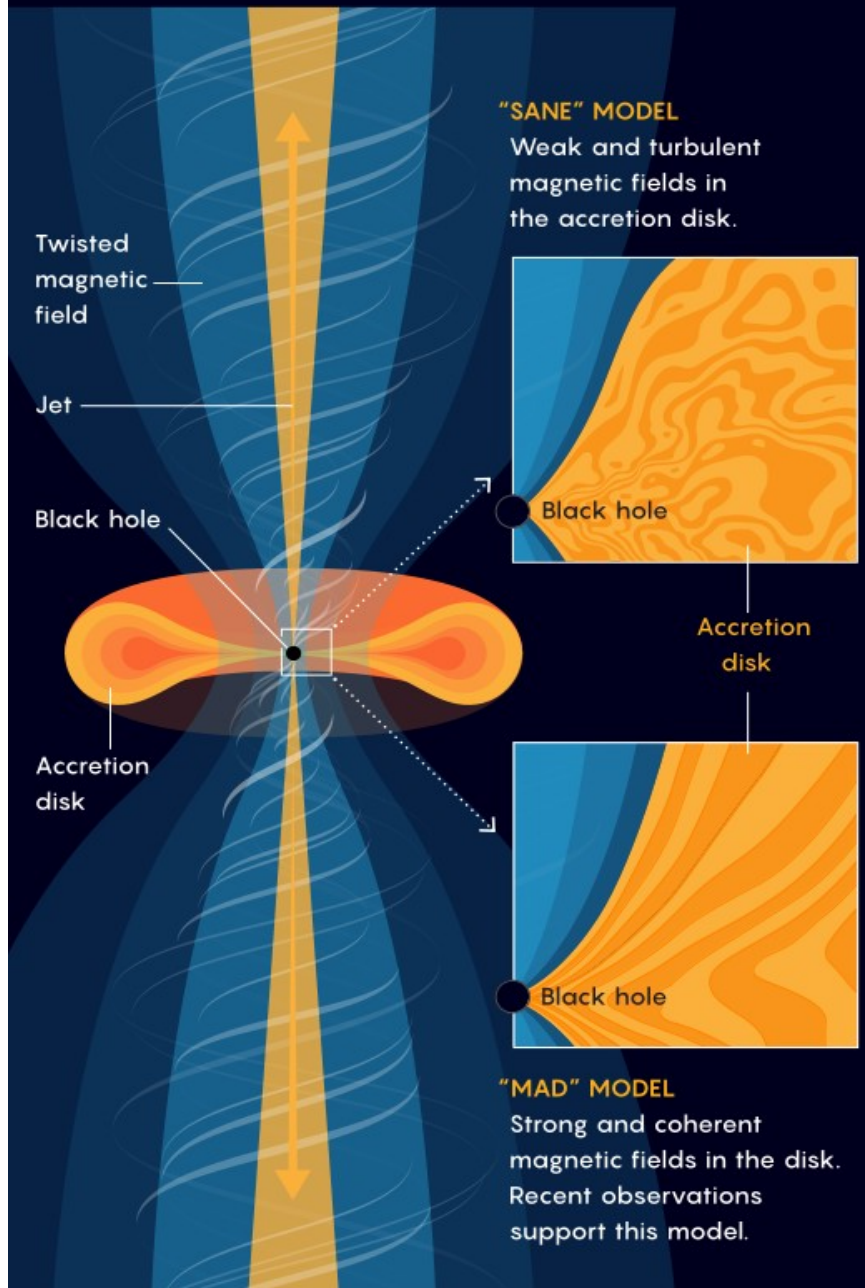 “SANE” MODEL
Weak and turbulent
magnetic fields in
the accretion disk.
Twisted
magnetic
field
Jet
Black hole
Black hole
Accretion
disk
Accretion
disk
Black hole
“MAD” MODEL
Strong and coherent
magnetic fields in the disk.
Recent observations
support this model.